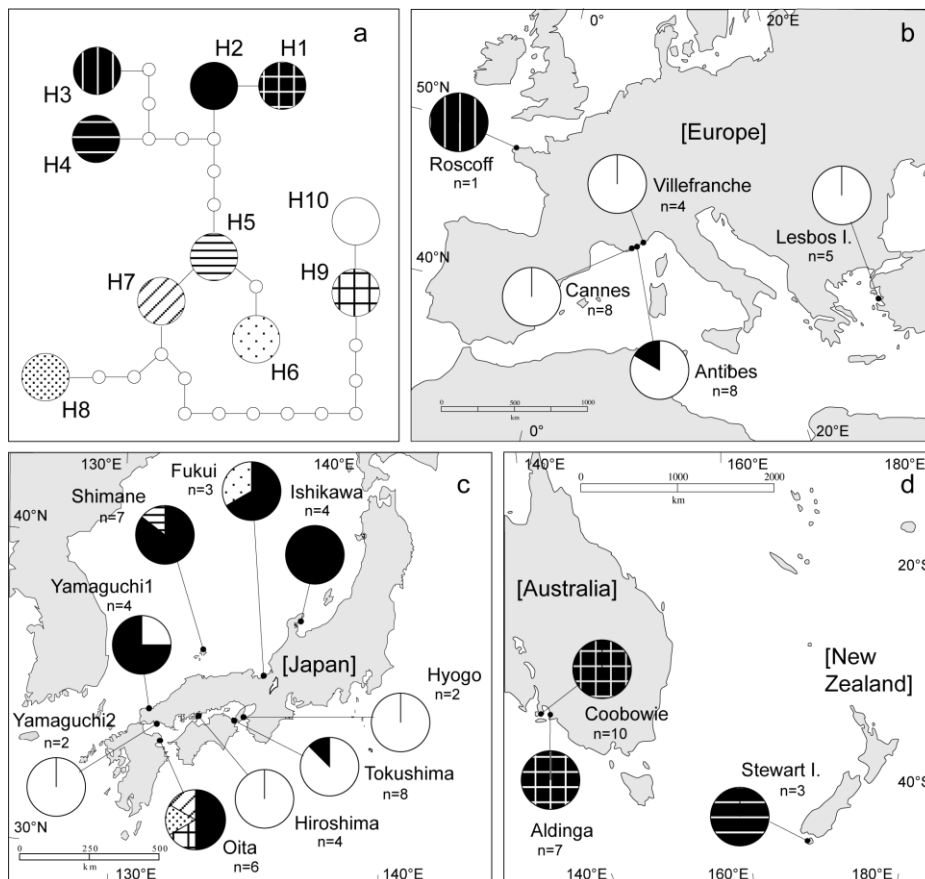 a
H2
H1
H3
H4
H10
H5
H7
H9
H6
H8
0°
20°E
b
50°N
[Europe]
Roscoff
n=1
Villefranche
n=4
Lesbos I.
n=5
40°N
Cannes
n=8
Antibes
n=8
0
500
1000
km
0°
20°E
130°E
140°E
c
Fukui
n=3
Shimane
n=7
Ishikawa
n=4
40°N
Yamaguchi1
n=4
[Japan]
Hyogo
n=2
Yamaguchi2
n=2
Tokushima
n=8
Hiroshima
n=4
30°N
Oita
n=6
0
250
500
km
130°E
140°E
140°E
160°E
180°E
d
0
1000
2000
km
20°S
[Australia]
[New
Zealand]
Coobowie
n=10
Stewart I.
n=3
40°S
Aldinga
n=7
140°E
160°E
180°E